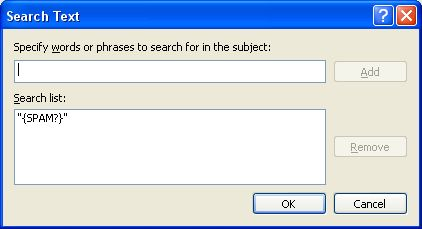 Search Text
Specify words or phrases to search for in the subject:
Add
Search list:
"{SPAM?}"
Remove
OK Cancel